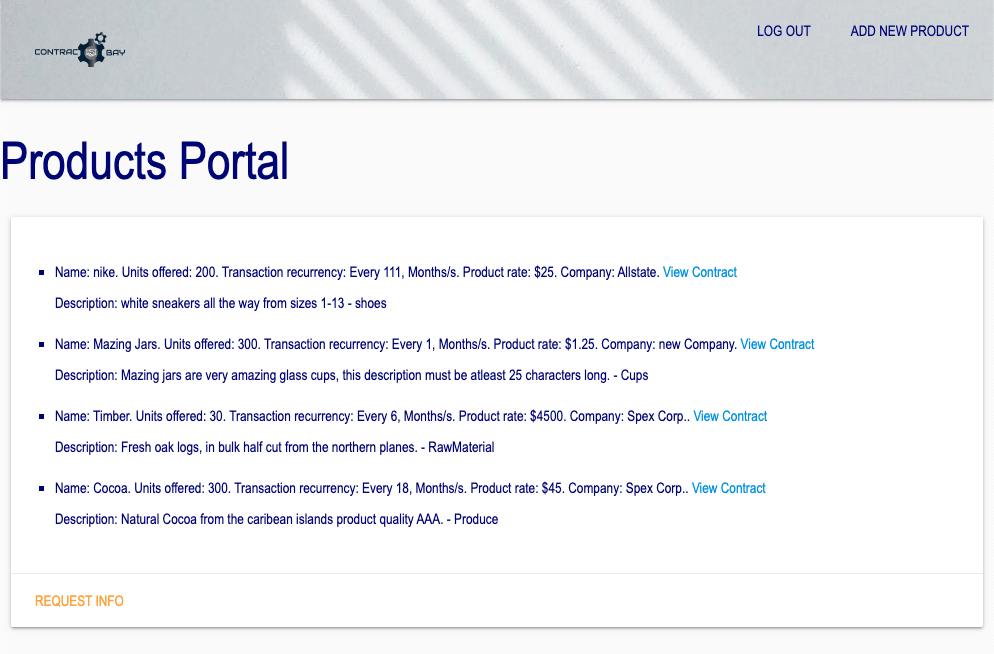 CONTRAC BAY
LOG OUT
ADD NEW PRODUCT
Products Portal
Name: nike. Units offered: 200. Transaction recurrency: Every 111, Months/s. Product rate: $25. Company: Allstate. View Contract
Description: white sneakers all the way from sizes 1-13 - shoes
Name: Mazing Jars. Units offered: 300. Transaction recurrency: Every 1, Months/s. Product rate: $1.25. Company: new Company. View Contract
Description: Mazing jars are very amazing glass cups, this description must be atleast 25 characters long. - Cups
Name: Timber. Units offered: 30. Transaction recurrency: Every 6, Months/s. Product rate: $4500. Company: Spex Corp.. View Contract
Description: Fresh oak logs, in bulk half cut from the northern planes. - RawMaterial
Name: Cocoa. Units offered: 300. Transaction recurrency: Every 18, Months/s. Product rate: $45. Company: Spex Corp.. View Contract
Description: Natural Cocoa from the caribean islands product quality AAA. - Produce
REQUEST INFO